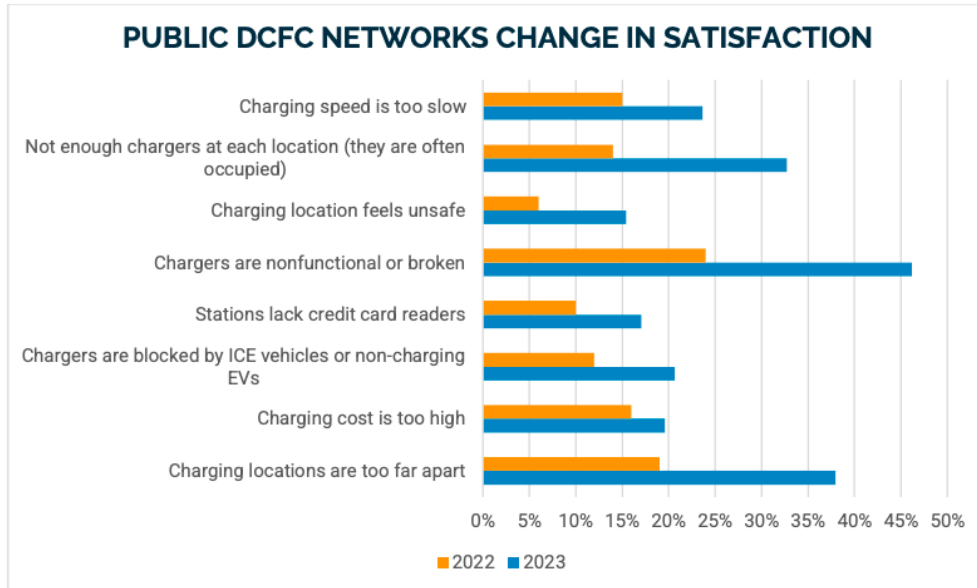 PUBLIC DCFC NETWORKS CHANGE IN SATISFACTION
Charging speed is too slow
Not enough chargers at each location (they are often
occupied)
Charging location feels unsafe
Chargers are nonfunctional or broken
Stations lack credit card readers
Chargers are blocked by ICE vehicles or non-charging
EVs
Charging cost is too high
Charging locations are too far apart
0% 5% 10% 15% 20% 25% 30% 35% 40% 45% 50%
2022 2023